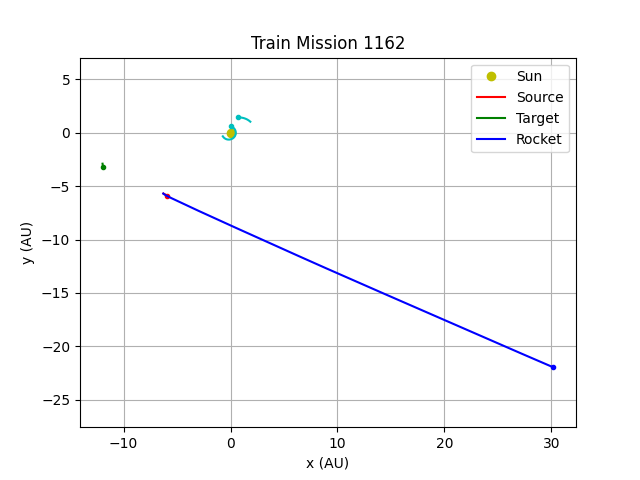 Train Mission 1162
Sun
Source
Target
Rocket
5
0
−5
−10
−15
−20
−25
y (AU)
−10
0
10
20
30
x (AU)